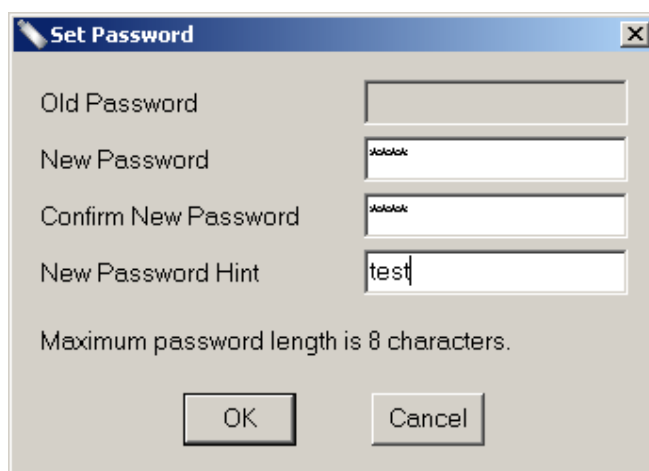 Set Password
Old Password
New Password ****
Confirm New Password ****
New Password Hint test
Maximum password length is 8 characters.
OK Cancel